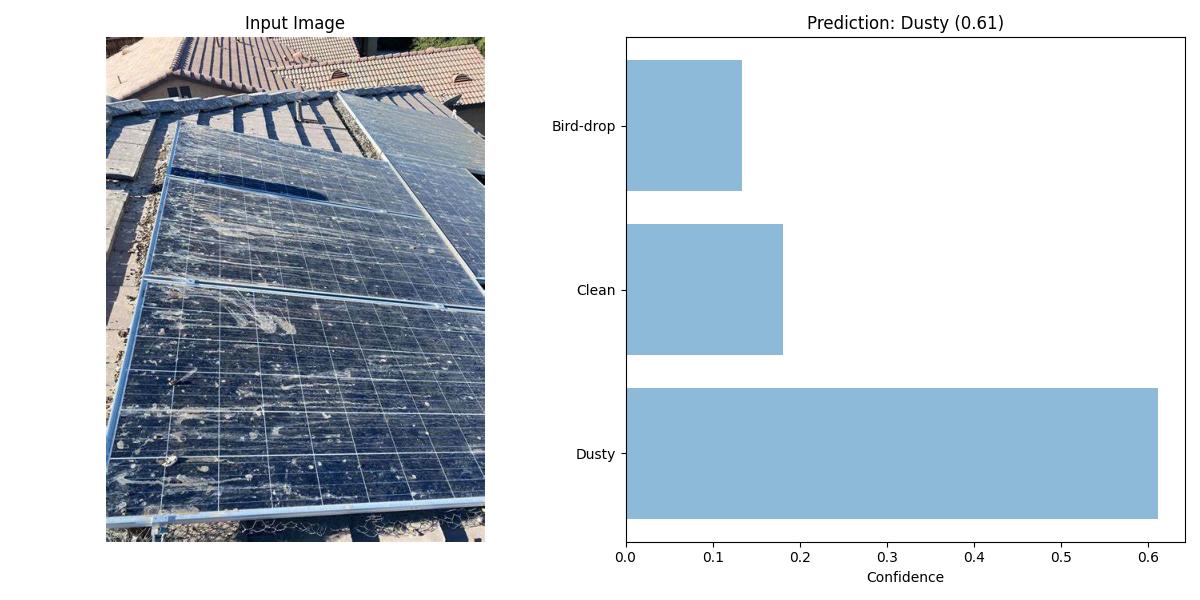 Input Image
Prediction: Dusty (0.61)
Bird-drop
Clean
Dusty
0.0
0.1
0.2
0.3
0.4
0.5
0.6
Confidence